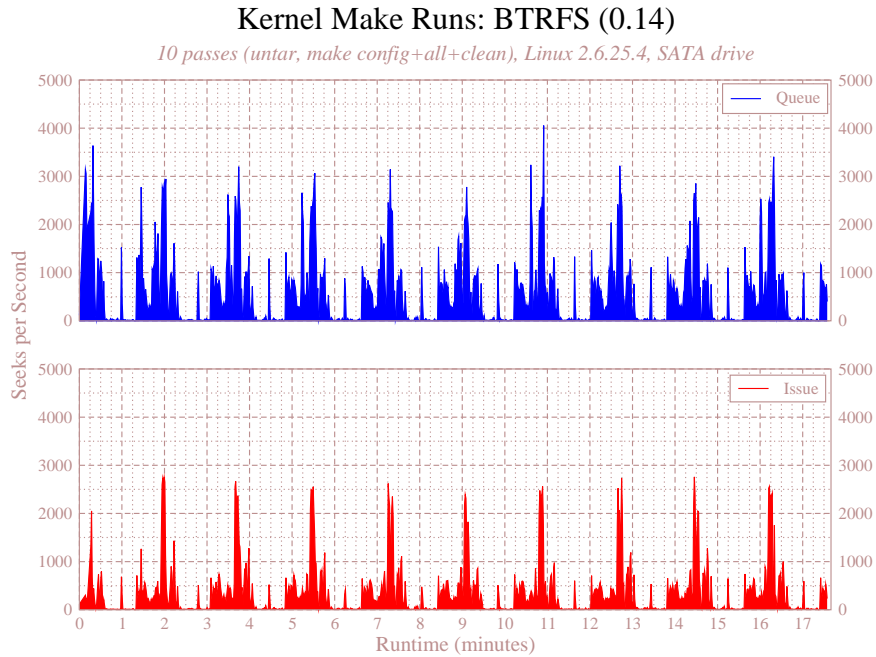 Kernel Make Runs: BTRFS (0.14)
10 passes (untar, make config+all+clean), Linux 2.6.25.4, SATA drive
5000 5000
Queue
4000 4000
3000 3000
2000 2000
1000 1000
0 0
Seeks per Second
5000 5000
Issue
4000 4000
3000 3000
2000 2000
1000 1000
0 0
0 1 2 3 4 5 6 7 8 9 10 11 12 13 14 15 16 17
Runtime (minutes)